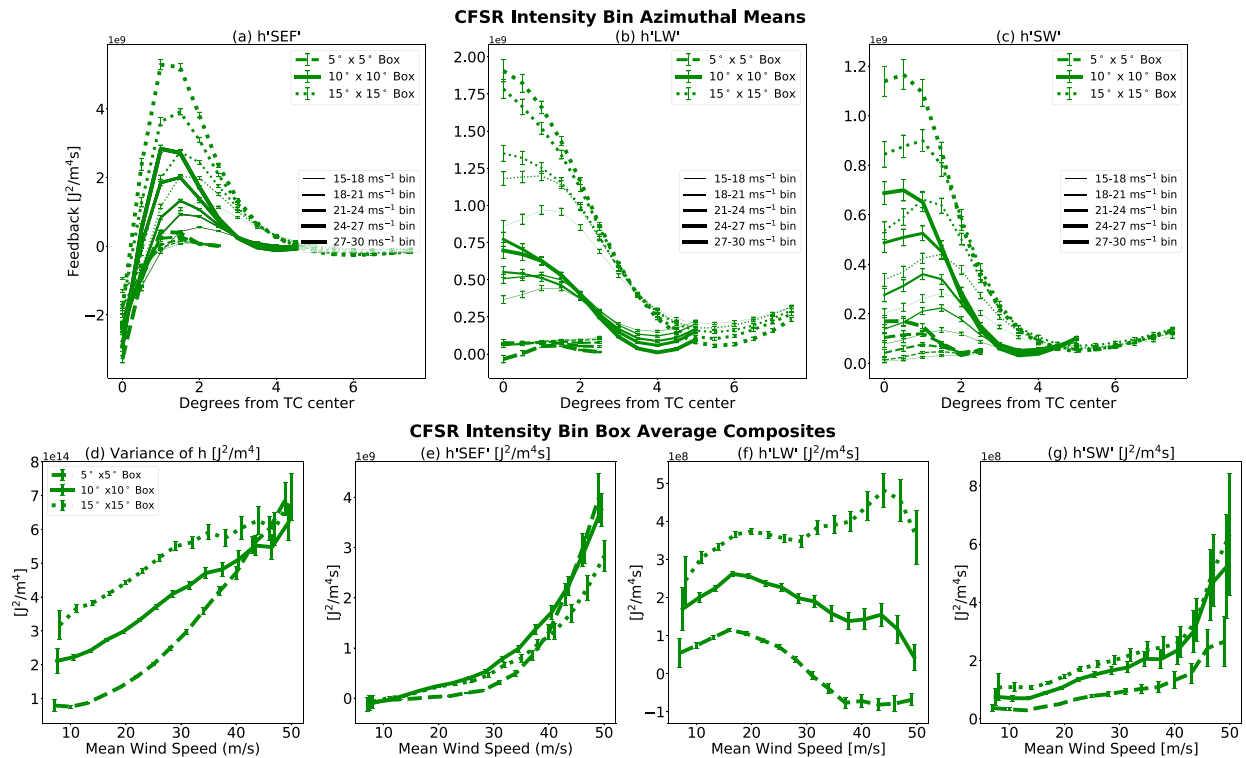 CFSR Intensity Bin Azimuthal Means
(a) h'SEF'
(b) h'LW'
(c) h'SW'
1e9
1e9
1e9
5° x 5° Box
10° x 10° Box
15° x 15° Box
5° x 5° Box
10° x 10° Box
15° x 15° Box
5° x 5° Box
10° x 10° Box
15° x 15° Box
15-18 ms⁻¹ bin
18-21 ms⁻¹ bin
21-24 ms⁻¹ bin
24-27 ms⁻¹ bin
27-30 ms⁻¹ bin
15-18 ms⁻¹ bin
18-21 ms⁻¹ bin
21-24 ms⁻¹ bin
24-27 ms⁻¹ bin
27-30 ms⁻¹ bin
15-18 ms⁻¹ bin
18-21 ms⁻¹ bin
21-24 ms⁻¹ bin
24-27 ms⁻¹ bin
27-30 ms⁻¹ bin
Feedback [J²/m⁴s]
4
2
0
−2
2.00
1.75
1.50
1.25
1.00
0.75
0.50
0.25
0.00
1.2
1.0
0.8
0.6
0.4
0.2
0.0
0 2 4 6
0 2 4 6
0 2 4 6
Degrees from TC center
Degrees from TC center
Degrees from TC center
CFSR Intensity Bin Box Average Composites
(d) Variance of h [J²/m⁴]
(e) h'SEF' [J²/m⁴s]
(f) h'LW' [J²/m⁴s]
(g) h'SW' [J²/m⁴s]
1e14
1e9
1e8
1e8
5° x5° Box
10° x10° Box
15° x15° Box
[J²/m⁴]
8
7
6
5
4
3
2
1
[J²/m⁴s]
4
3
2
1
0
[J²/m⁴s]
5
4
3
2
1
0
−1
[J²/m⁴s]
8
6
4
2
0
10 20 30 40 50
10 20 30 40 50
10 20 30 40 50
10 20 30 40 50
Mean Wind Speed (m/s)
Mean Wind Speed (m/s)
Mean Wind Speed [m/s]
Mean Wind Speed [m/s]